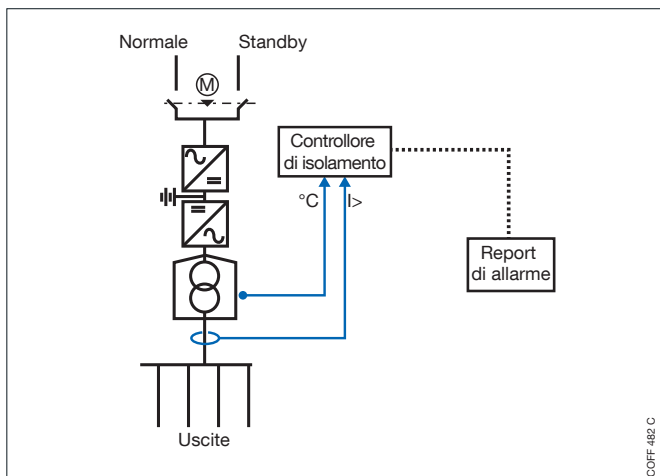 Normale
Standby
M
Controllore
di isolamento
°C
I>
Report
di allarme
Uscite
COFF 482 C